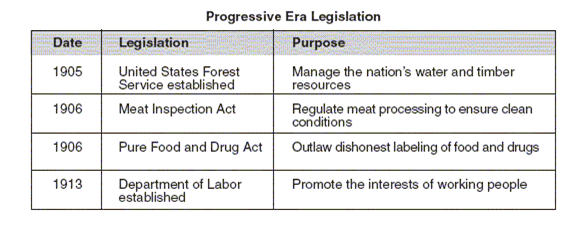 Progressive Era Legislation
Date Legislation Purpose
1905 United States Forest Service established Manage the nation's water and timber resources
1906 Meat Inspection Act Regulate meat processing to ensure clean conditions
1906 Pure Food and Drug Act Outlaw dishonest labeling of food and drugs
1913 Department of Labor established Promote the interests of working people